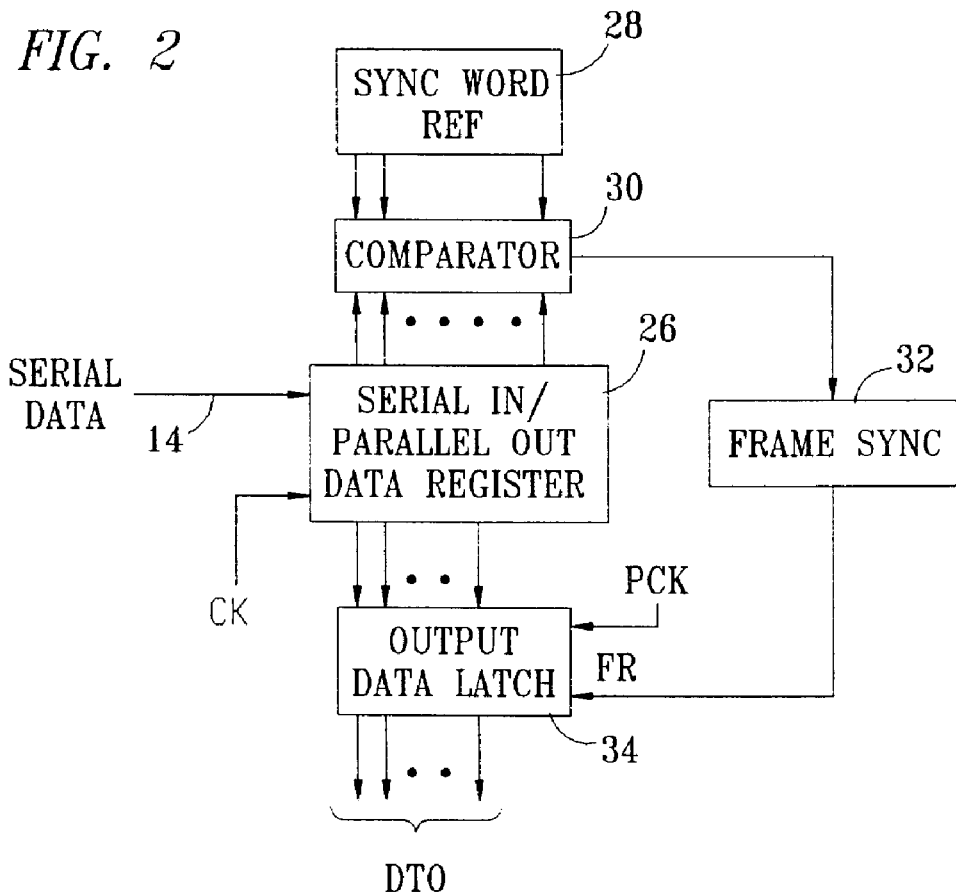 FIG. 2
28
SYNC WORD
REF
30
COMPARATOR
26
32
SERIAL
DATA
14
SERIAL IN/
PARALLEL OUT
DATA REGISTER
FRAME SYNC
CK
PCK
OUTPUT
DATA LATCH
FR
34
DTO